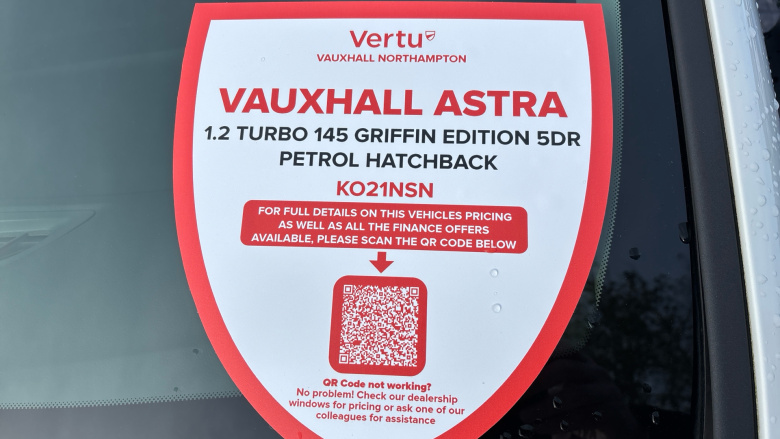 Vertu
VAUXHALL NORTHAMPTON
VAUXHALL ASTRA
1.2 TURBO 145 GRIFFIN EDITION 5DR
PETROL HATCHBACK
KO21NSN
FOR FULL DETAILS ON THIS VEHICLES PRICING
AS WELL AS ALL THE FINANCE OFFERS
AVAILABLE, PLEASE SCAN THE QR CODE BELOW
QR Code not working?
No problem! Check our dealership
windows for pricing or ask one of our
colleagues for assistance